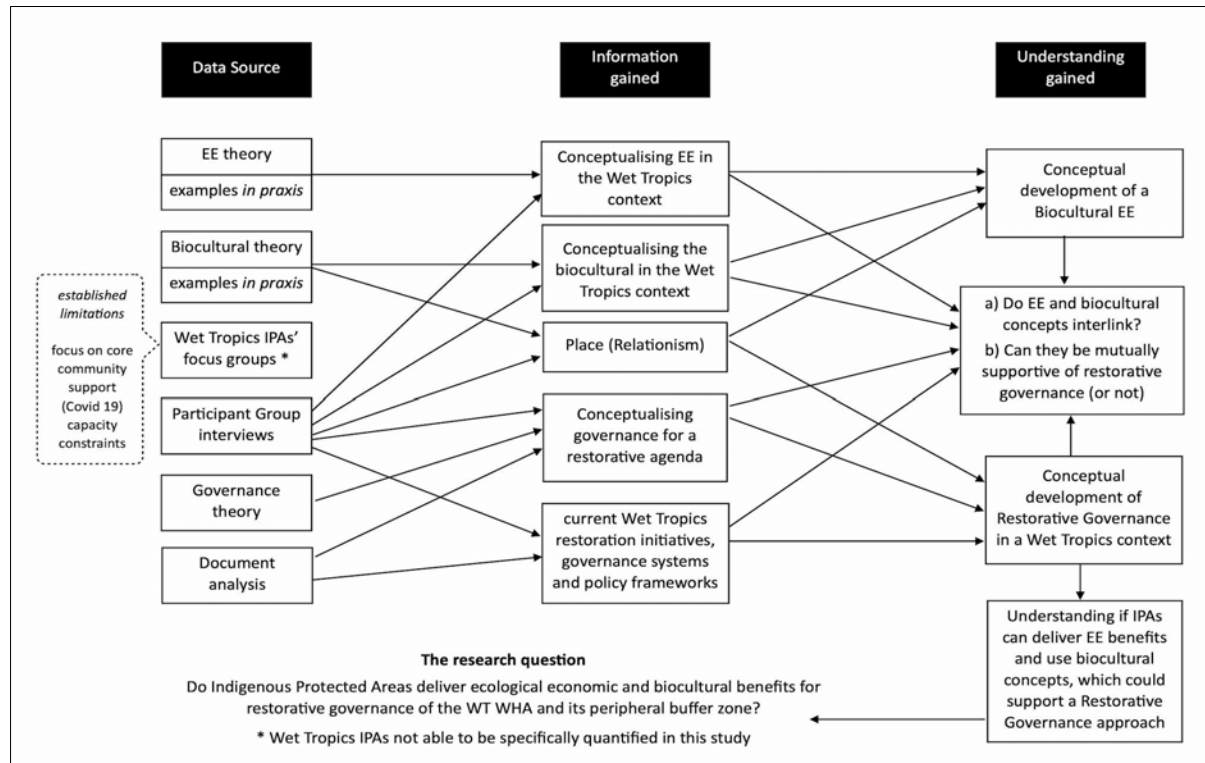 Data Source
Information
gained
Understanding
gained
EE theory
examples in praxis
Biocultural theory
examples in praxis
Wet Tropics IPAs’
focus groups *
Participant Group
interviews
Governance
theory
Document
analysis
established
limitations
focus on core
community
support
(Covid 19)
capacity
constraints
Conceptualising EE in
the Wet Tropics
context
Conceptualising the
biocultural in the Wet
Tropics context
Place (Relationism)
Conceptualising
governance for a
restorative agenda
current Wet Tropics
restoration initiatives,
governance systems
and policy frameworks
Conceptual
development of a
Biocultural EE
a) Do EE and biocultural
concepts interlink?
b) Can they be mutually
supportive of restorative
governance (or not)
Conceptual
development of
Restorative Governance
in a Wet Tropics context
Understanding if IPAs
can deliver EE benefits
and use biocultural
concepts, which could
support a Restorative
Governance approach
The research question
Do Indigenous Protected Areas deliver ecological economic and biocultural benefits for
restorative governance of the WT WHA and its peripheral buffer zone?
* Wet Tropics IPAs not able to be specifically quantified in this study